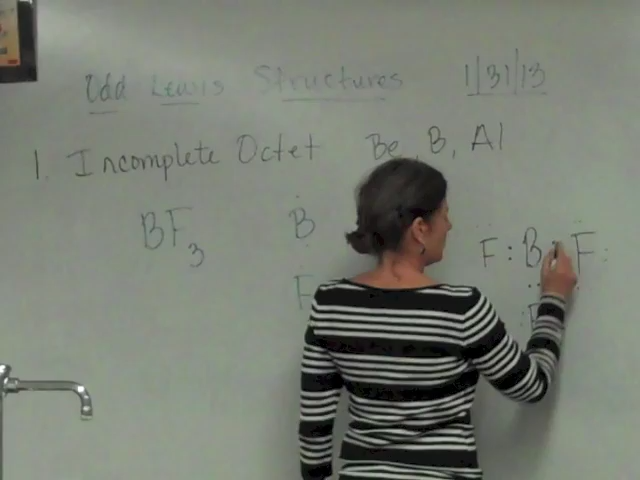 Odd Lewis Structures 1|31|13
1. Incomplete Octet Be, B, Al
BF3 B F : B F :
F F